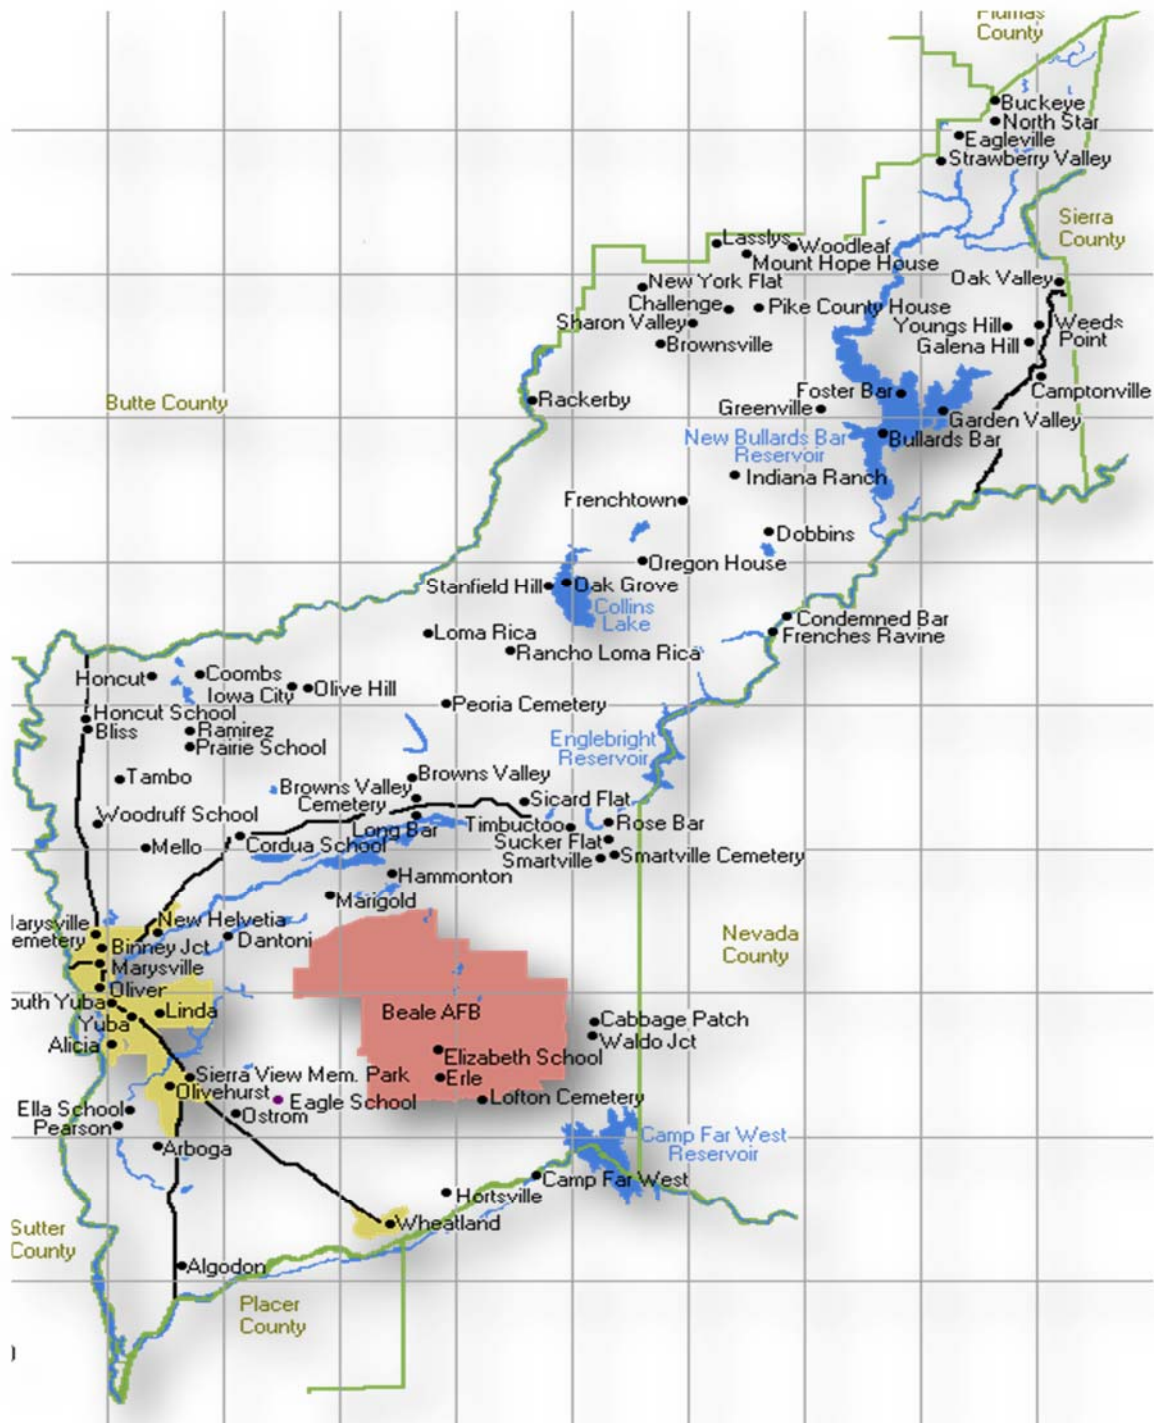 Plumas
County
Buckeye
North Star
Eagleville
Strawberry Valley
Sierra
County
Lasslys
Woodleaf
Mount Hope House
Oak Valley
New York Flat
Challenge
Pike County House
Sharon Valley
Youngs Hill
Weeds
Point
Galena Hill
Brownsville
Camptonville
Foster Bar
Rackerby
Butte County
Greenville
Garden Valley
New Bullards Bar
Reservoir
Bullards Bar
Indiana Ranch
Frenchtown
Dobbins
Oregon House
Stanfield Hill
Oak Grove
Collins
Lake
Condemned Bar
Frenches Ravine
Loma Rica
Rancho Loma Rica
Honcut
Coombs
Iowa City
Olive Hill
Peoria Cemetery
Honcut School
Bliss
Ramirez
Prairie School
Englebright
Reservoir
Tambo
Browns Valley
Browns Valley
Cemetery
Sicard Flat
Woodruff School
Long Bar
Timbuctoo
Rose Bar
Mello
Cordua School
Sucker Flat
Smartville
Smartville Cemetery
Hammonton
Marigold
arysville
emetery
New Helvetia
Binney Jct
Dantoni
Nevada
County
Marysville
Oliver
outh Yuba
Linda
Yuba
Beale AFB
Cabbage Patch
Waldo Jct
Alicia
Elizabeth School
Sierra View Mem. Park
Erle
Olivehurst
Eagle School
Lofton Cemetery
Ella School
Ostrom
Pearson
Arboga
Camp Far West
Reservoir
Camp Far West
Hortsville
Wheatland
Sutter
County
Algodon
Placer
County